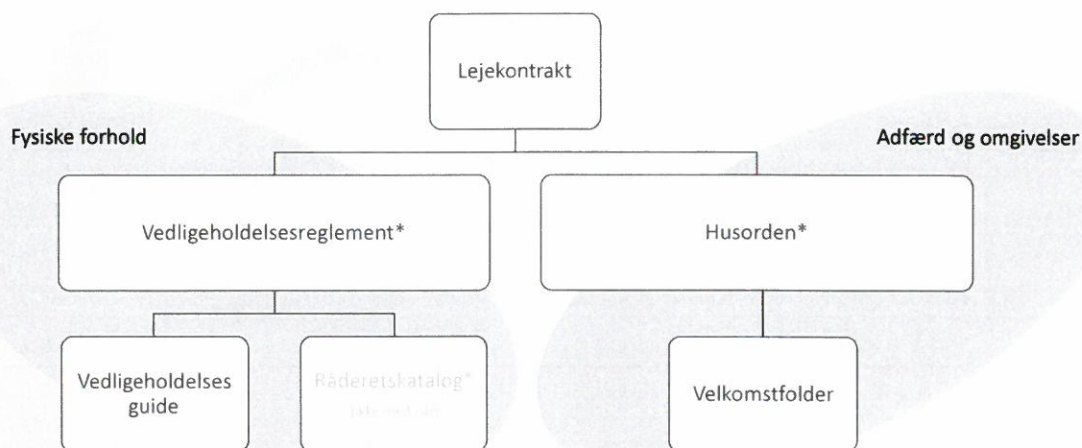 Lejekontrakt
Fysiske forhold
Adfærd og omgivelser
Vedligeholdelsesreglement*
Husorden*
Vedligeholdelses
guide
Råderetskatalog*
Velkomstfolder